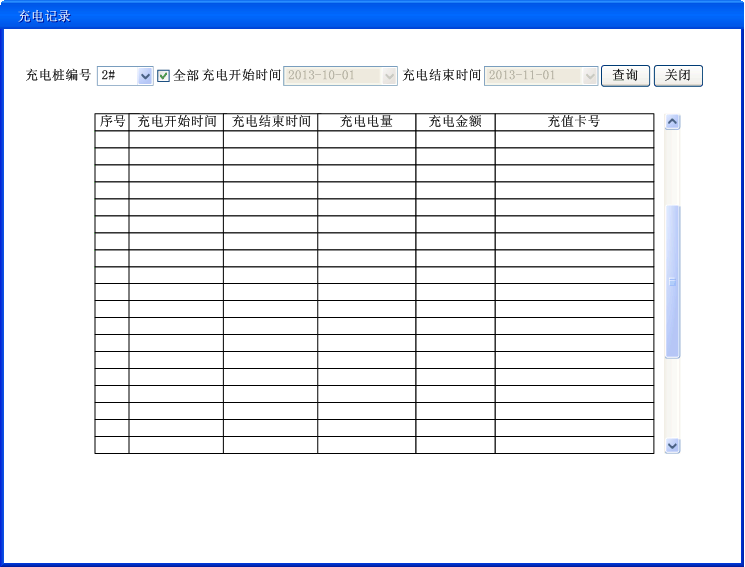 充电记录
充电桩编号 2# 全部 充电开始时间 2013-10-01 充电结束时间 2013-11-01 查询 关闭
序号 充电开始时间 充电结束时间 充电电量 充电金额 充值卡号